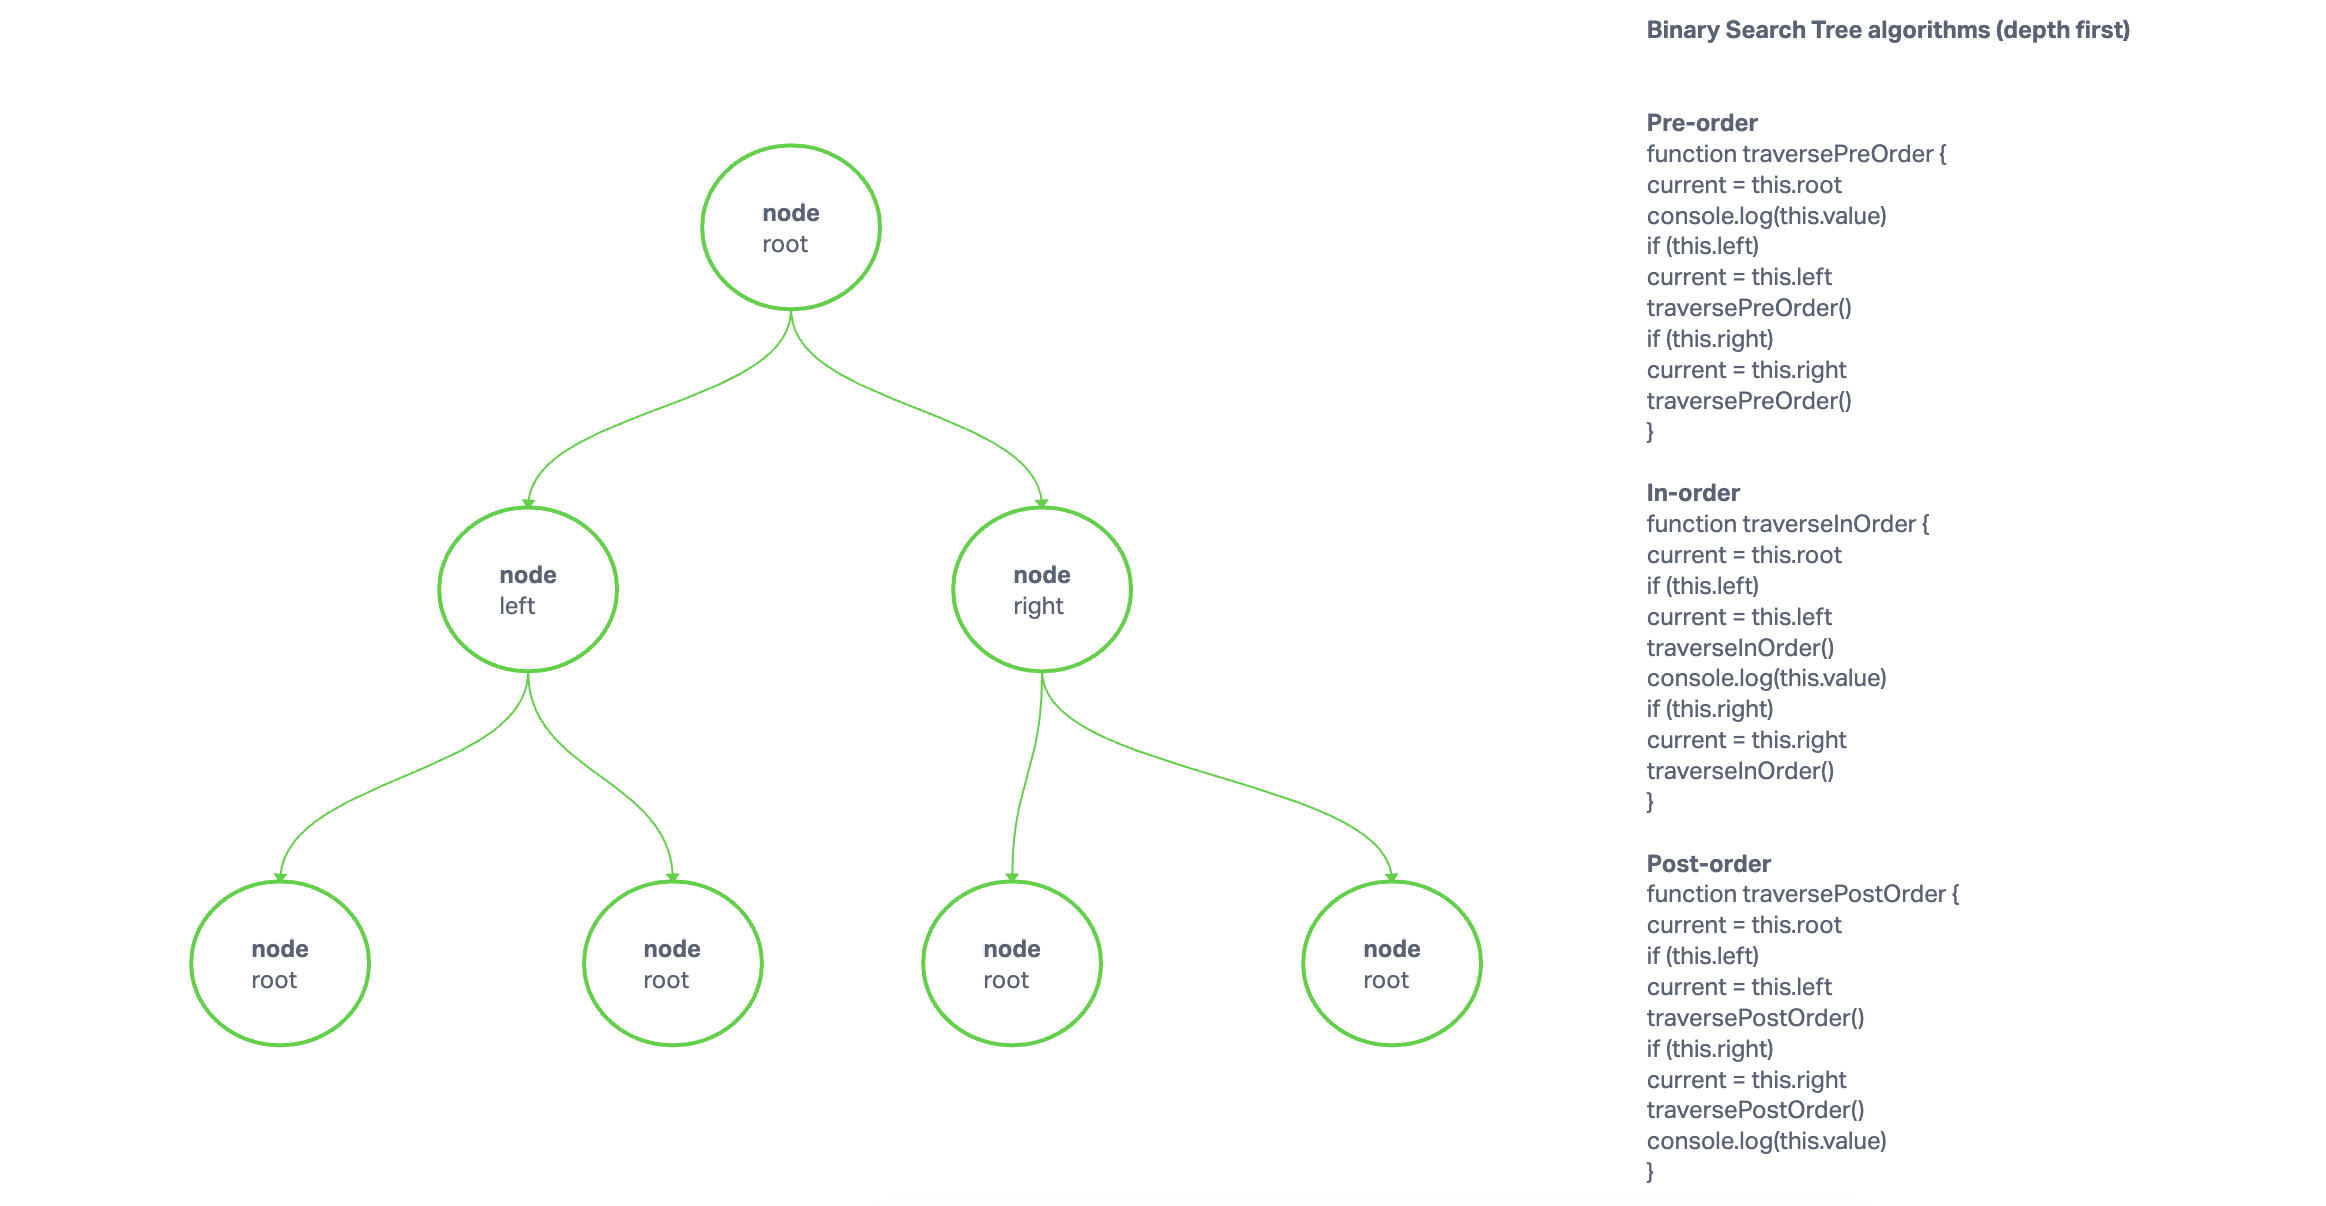 Binary Search Tree algorithms (depth first)
node
root
node
left
node
right
node
root
node
root
node
root
node
root
Pre-order
function traversePreOrder {
current = this.root
console.log(this.value)
if (this.left)
current = this.left
traversePreOrder()
if (this.right)
current = this.right
traversePreOrder()
}
In-order
function traverseInOrder {
current = this.root
if (this.left)
current = this.left
traverseInOrder()
console.log(this.value)
if (this.right)
current = this.right
traverseInOrder()
}
Post-order
function traversePostOrder {
current = this.root
if (this.left)
current = this.left
traversePostOrder()
if (this.right)
current = this.right
traversePostOrder()
console.log(this.value)
}